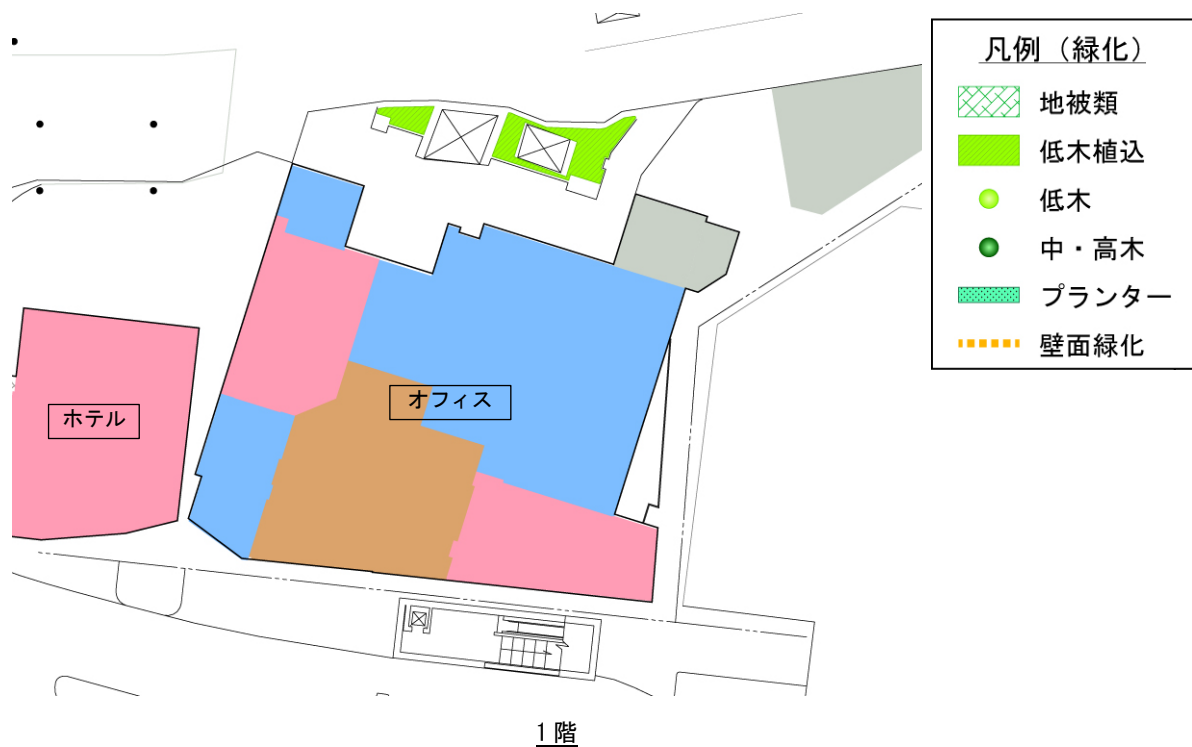 凡例（緑化）
地被類
低木植込
低木
中・高木
プランター
壁面緑化
オフィス
ホテル
1階